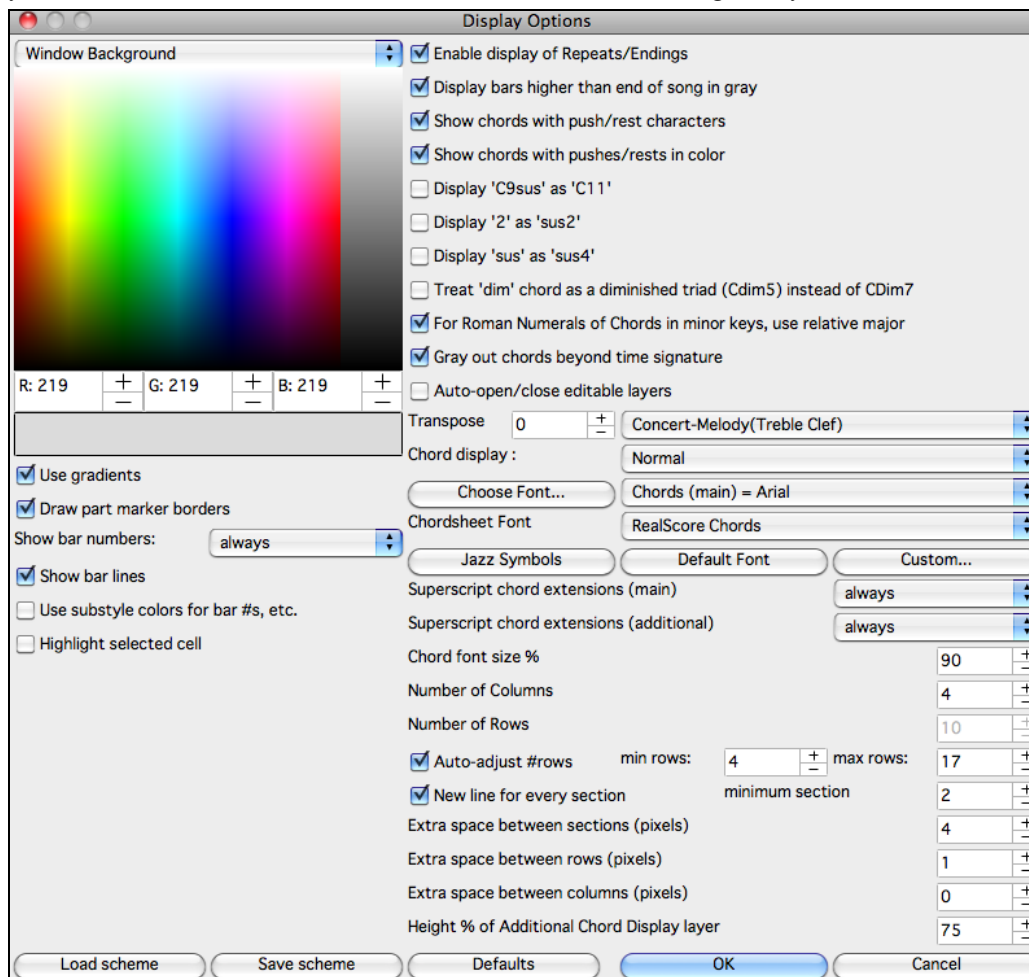 Display Options
Window Background
R: 219 + − G: 219 + − B: 219 + −
Use gradients
Draw part marker borders
Show bar numbers: always
Show bar lines
Use substyle colors for bar #s, etc.
Highlight selected cell
Enable display of Repeats/Endings
Display bars higher than end of song in gray
Show chords with push/rest characters
Show chords with pushes/rests in color
Display 'C9sus' as 'C11'
Display '2' as 'sus2'
Display 'sus' as 'sus4'
Treat 'dim' chord as a diminished triad (Cdim5) instead of CDim7
For Roman Numerals of Chords in minor keys, use relative major
Gray out chords beyond time signature
Auto-open/close editable layers
Transpose 0 + − Concert-Melody(Treble Clef)
Chord display : Normal
Choose Font... Chords (main) = Arial
Chordsheet Font RealScore Chords
Jazz Symbols Default Font Custom...
Superscript chord extensions (main) always
Superscript chord extensions (additional) always
Chord font size % 90 + −
Number of Columns 4 + −
Number of Rows 10 + −
Auto-adjust #rows min rows: 4 + − max rows: 17 + −
New line for every section minimum section 2 + −
Extra space between sections (pixels) 4 + −
Extra space between rows (pixels) 1 + −
Extra space between columns (pixels) 0 + −
Height % of Additional Chord Display layer 75 + −
Load scheme Save scheme Defaults OK Cancel